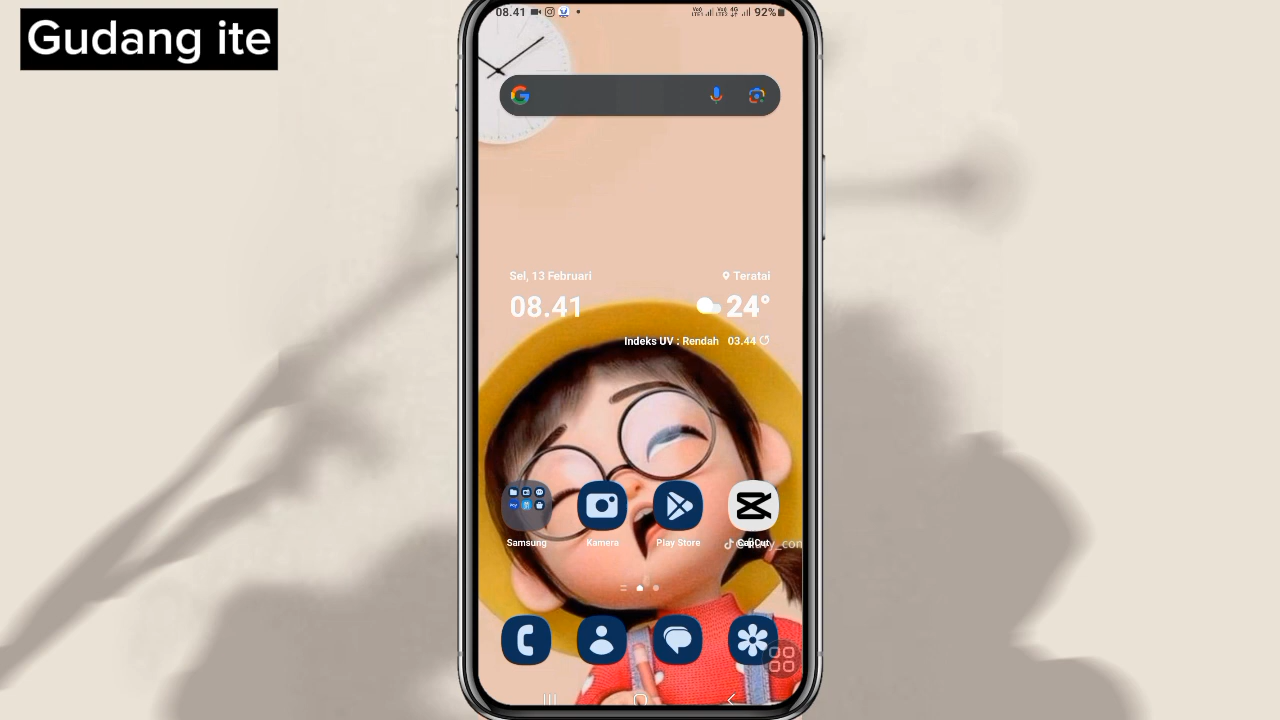 Gudang ite
08.41
92%
Sel, 13 Februari
Teratai
08.41
24°
Indeks UV : Rendah 03.44
Samsung
Kamera
Play Store
CapCut